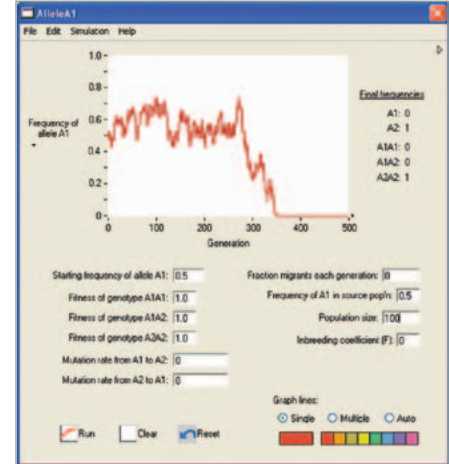 AlleleA1
File Edit Simulation Help
1.0
0.8
0.6
0.4
0.2
0
Frequency of
allele A1
0 100 200 300 400 500
Generation
Final frequencies
A1: 0
A2: 1
A1A1: 0
A1A2: 0
A2A2: 1
Starting frequency of allele A1: 0.5
Fitness of genotype A1A1: 1.0
Fitness of genotype A1A2: 1.0
Fitness of genotype A2A2: 1.0
Mutation rate from A1 to A2: 0
Mutation rate from A2 to A1: 0
Fraction migrants each generation: 0
Frequency of A1 in source pop'n: 0.5
Population size: 100
Inbreeding coefficient (F): 0
Graph lines:
Single Multiple Auto
Run Clear Reset